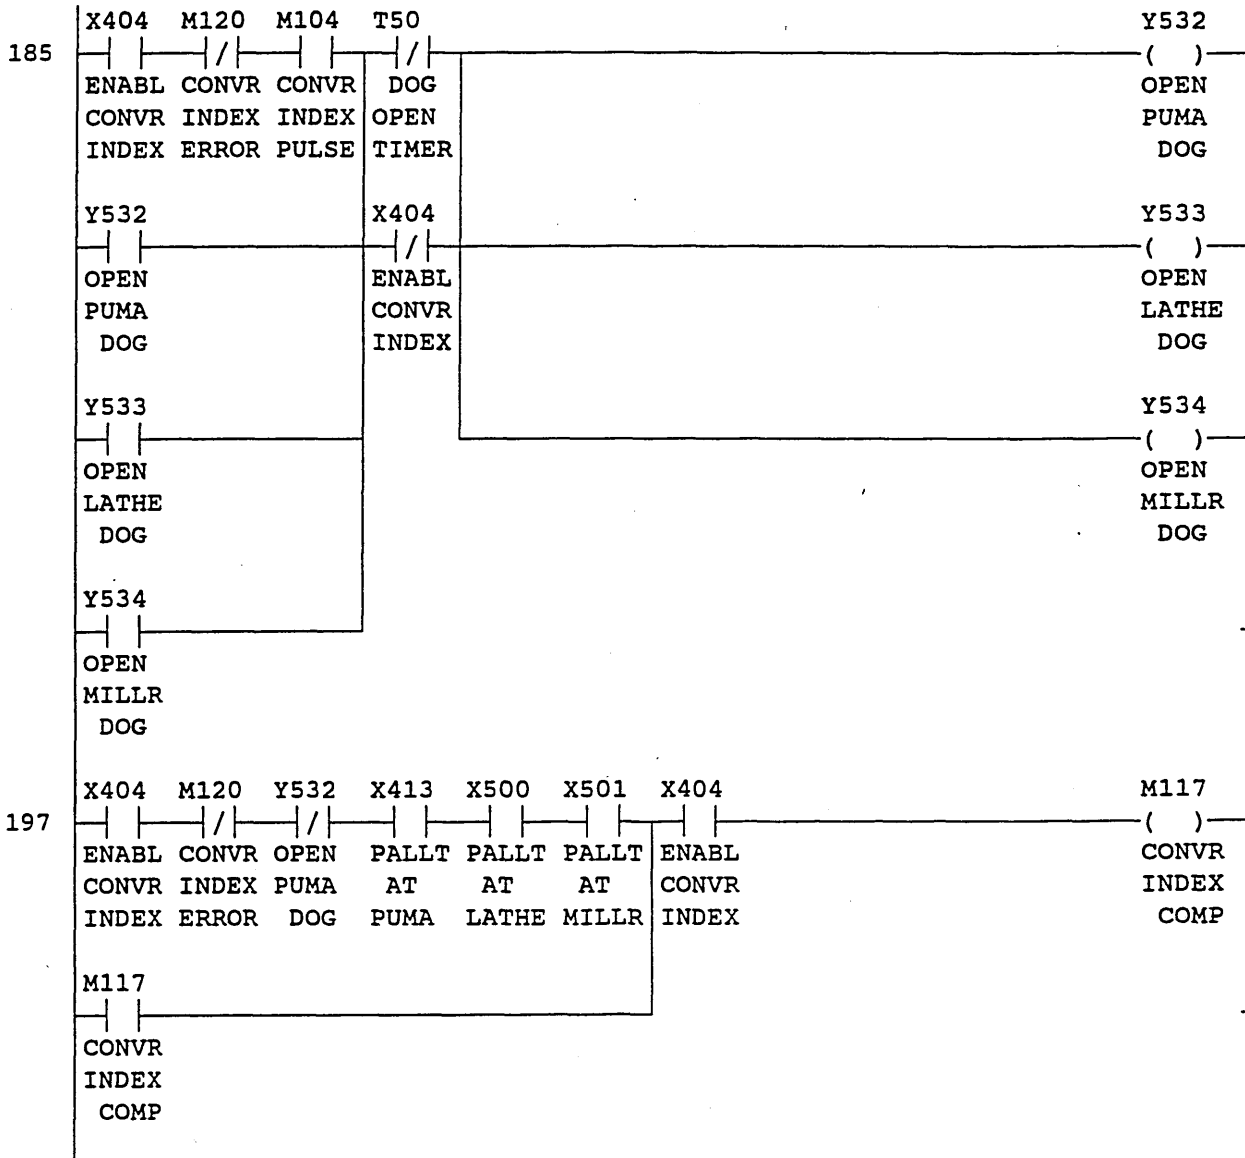 X404 M120 M104 T50 Y532
185
ENABL CONVR CONVR DOG OPEN
CONVR INDEX INDEX OPEN PUMA
INDEX ERROR PULSE TIMER DOG
Y532 X404 Y533
OPEN ENABL OPEN
PUMA CONVR LATHE
DOG INDEX DOG
Y533 Y534
OPEN OPEN
LATHE MILLR
DOG DOG
Y534
OPEN
MILLR
DOG
X404 M120 Y532 X413 X500 X501 X404 M117
197
ENABL CONVR OPEN PALLT PALLT PALLT ENABL CONVR
CONVR INDEX PUMA AT AT AT CONVR INDEX
INDEX ERROR DOG PUMA LATHE MILLR INDEX COMP
M117
CONVR
INDEX
COMP